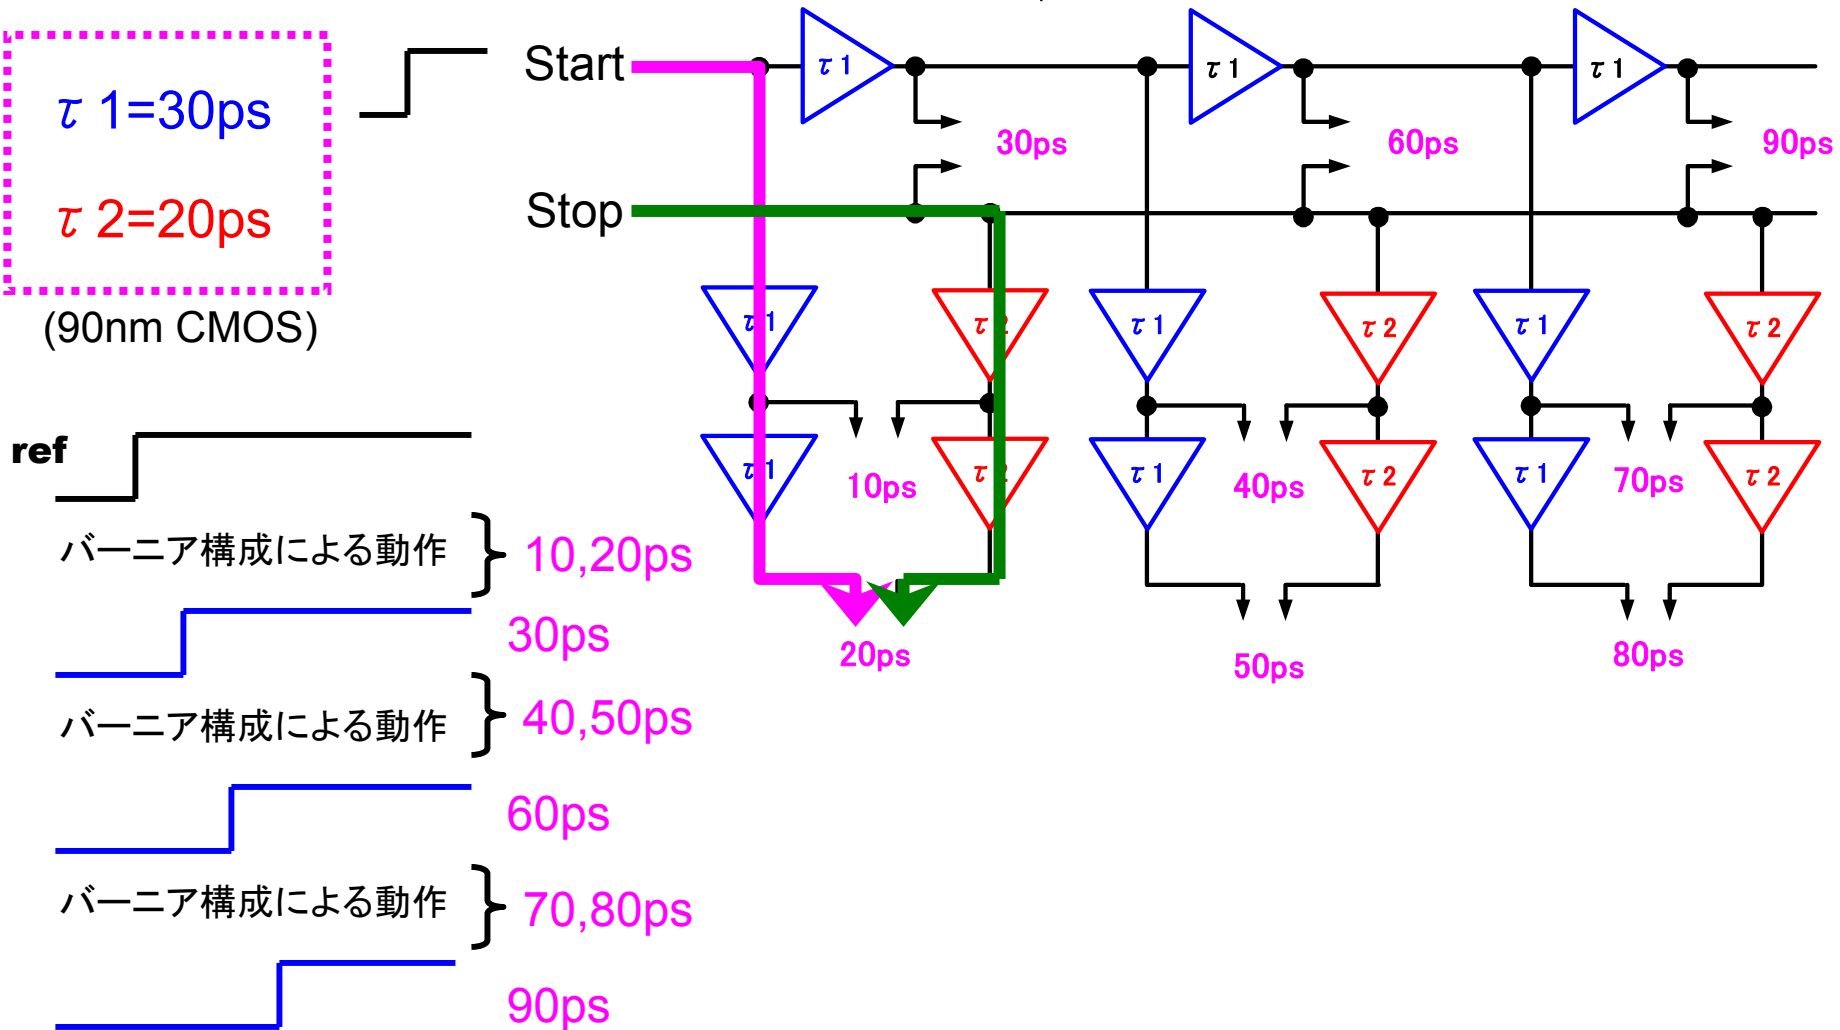 τ 1=30ps
τ 2=20ps
(90nm CMOS)
Start
Stop
τ 1
τ 1
τ 1
30ps
60ps
90ps
τ 1
τ 2
τ 1
τ 2
τ 1
τ 2
τ 1
τ 2
τ 1
τ 2
τ 1
τ 2
10ps
40ps
70ps
20ps
50ps
80ps
ref
バーニア構成による動作
10,20ps
30ps
バーニア構成による動作
40,50ps
60ps
バーニア構成による動作
70,80ps
90ps